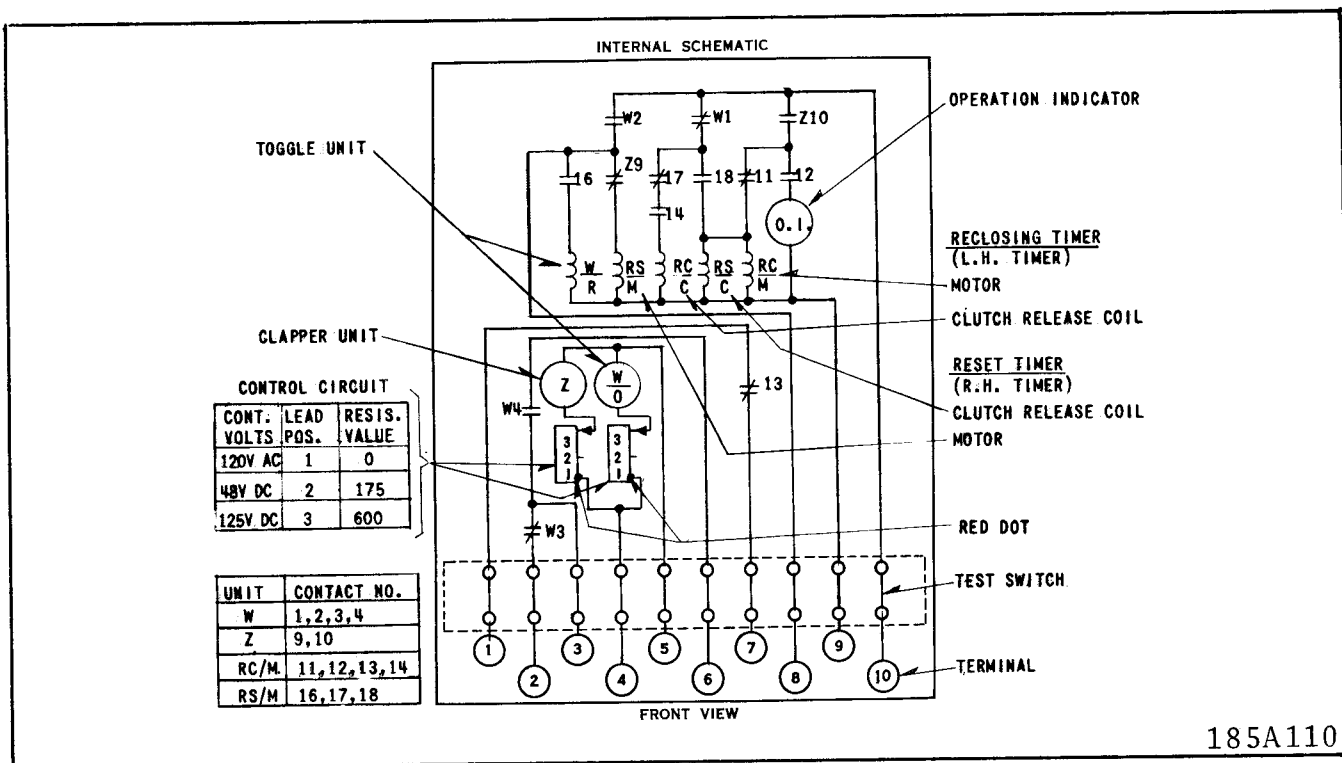 INTERNAL SCHEMATIC
OPERATION INDICATOR
W2
W1
Z10
TOGGLE UNIT
Z9
16
17
18
11
12
14
O.I.
RECLOSING TIMER
(L.H. TIMER)
W
R
RS
M
RC
C
RS
C
RC
M
MOTOR
CLUTCH RELEASE COIL
CLAPPER UNIT
RESET TIMER
(R.H. TIMER)
Z
W
O
13
CLUTCH RELEASE COIL
MOTOR
CONTROL CIRCUIT
CONT. VOLTS LEAD POS. RESIS. VALUE
120V AC 1 0
48V DC 2 175
125V DC 3 600
W4
3
2
1
3
2
1
W3
RED DOT
UNIT CONTACT NO.
W 1,2,3,4
Z 9,10
RC/M. 11,12,13,14
RS/M 16,17,18
TEST SWITCH
1 2 3 4 5 6 7 8 9 10
TERMINAL
FRONT VIEW
185A110